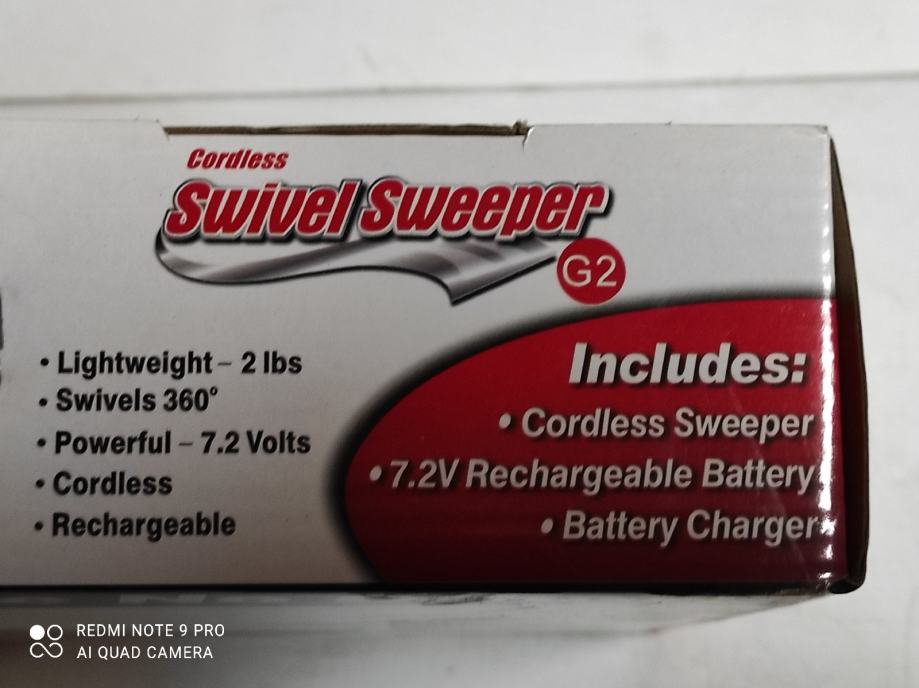 Cordless
Swivel Sweeper
G2
• Lightweight – 2 lbs
• Swivels 360°
• Powerful – 7.2 Volts
• Cordless
• Rechargeable
Includes:
• Cordless Sweeper
• 7.2V Rechargeable Battery
• Battery Charger
REDMI NOTE 9 PRO
AI QUAD CAMERA